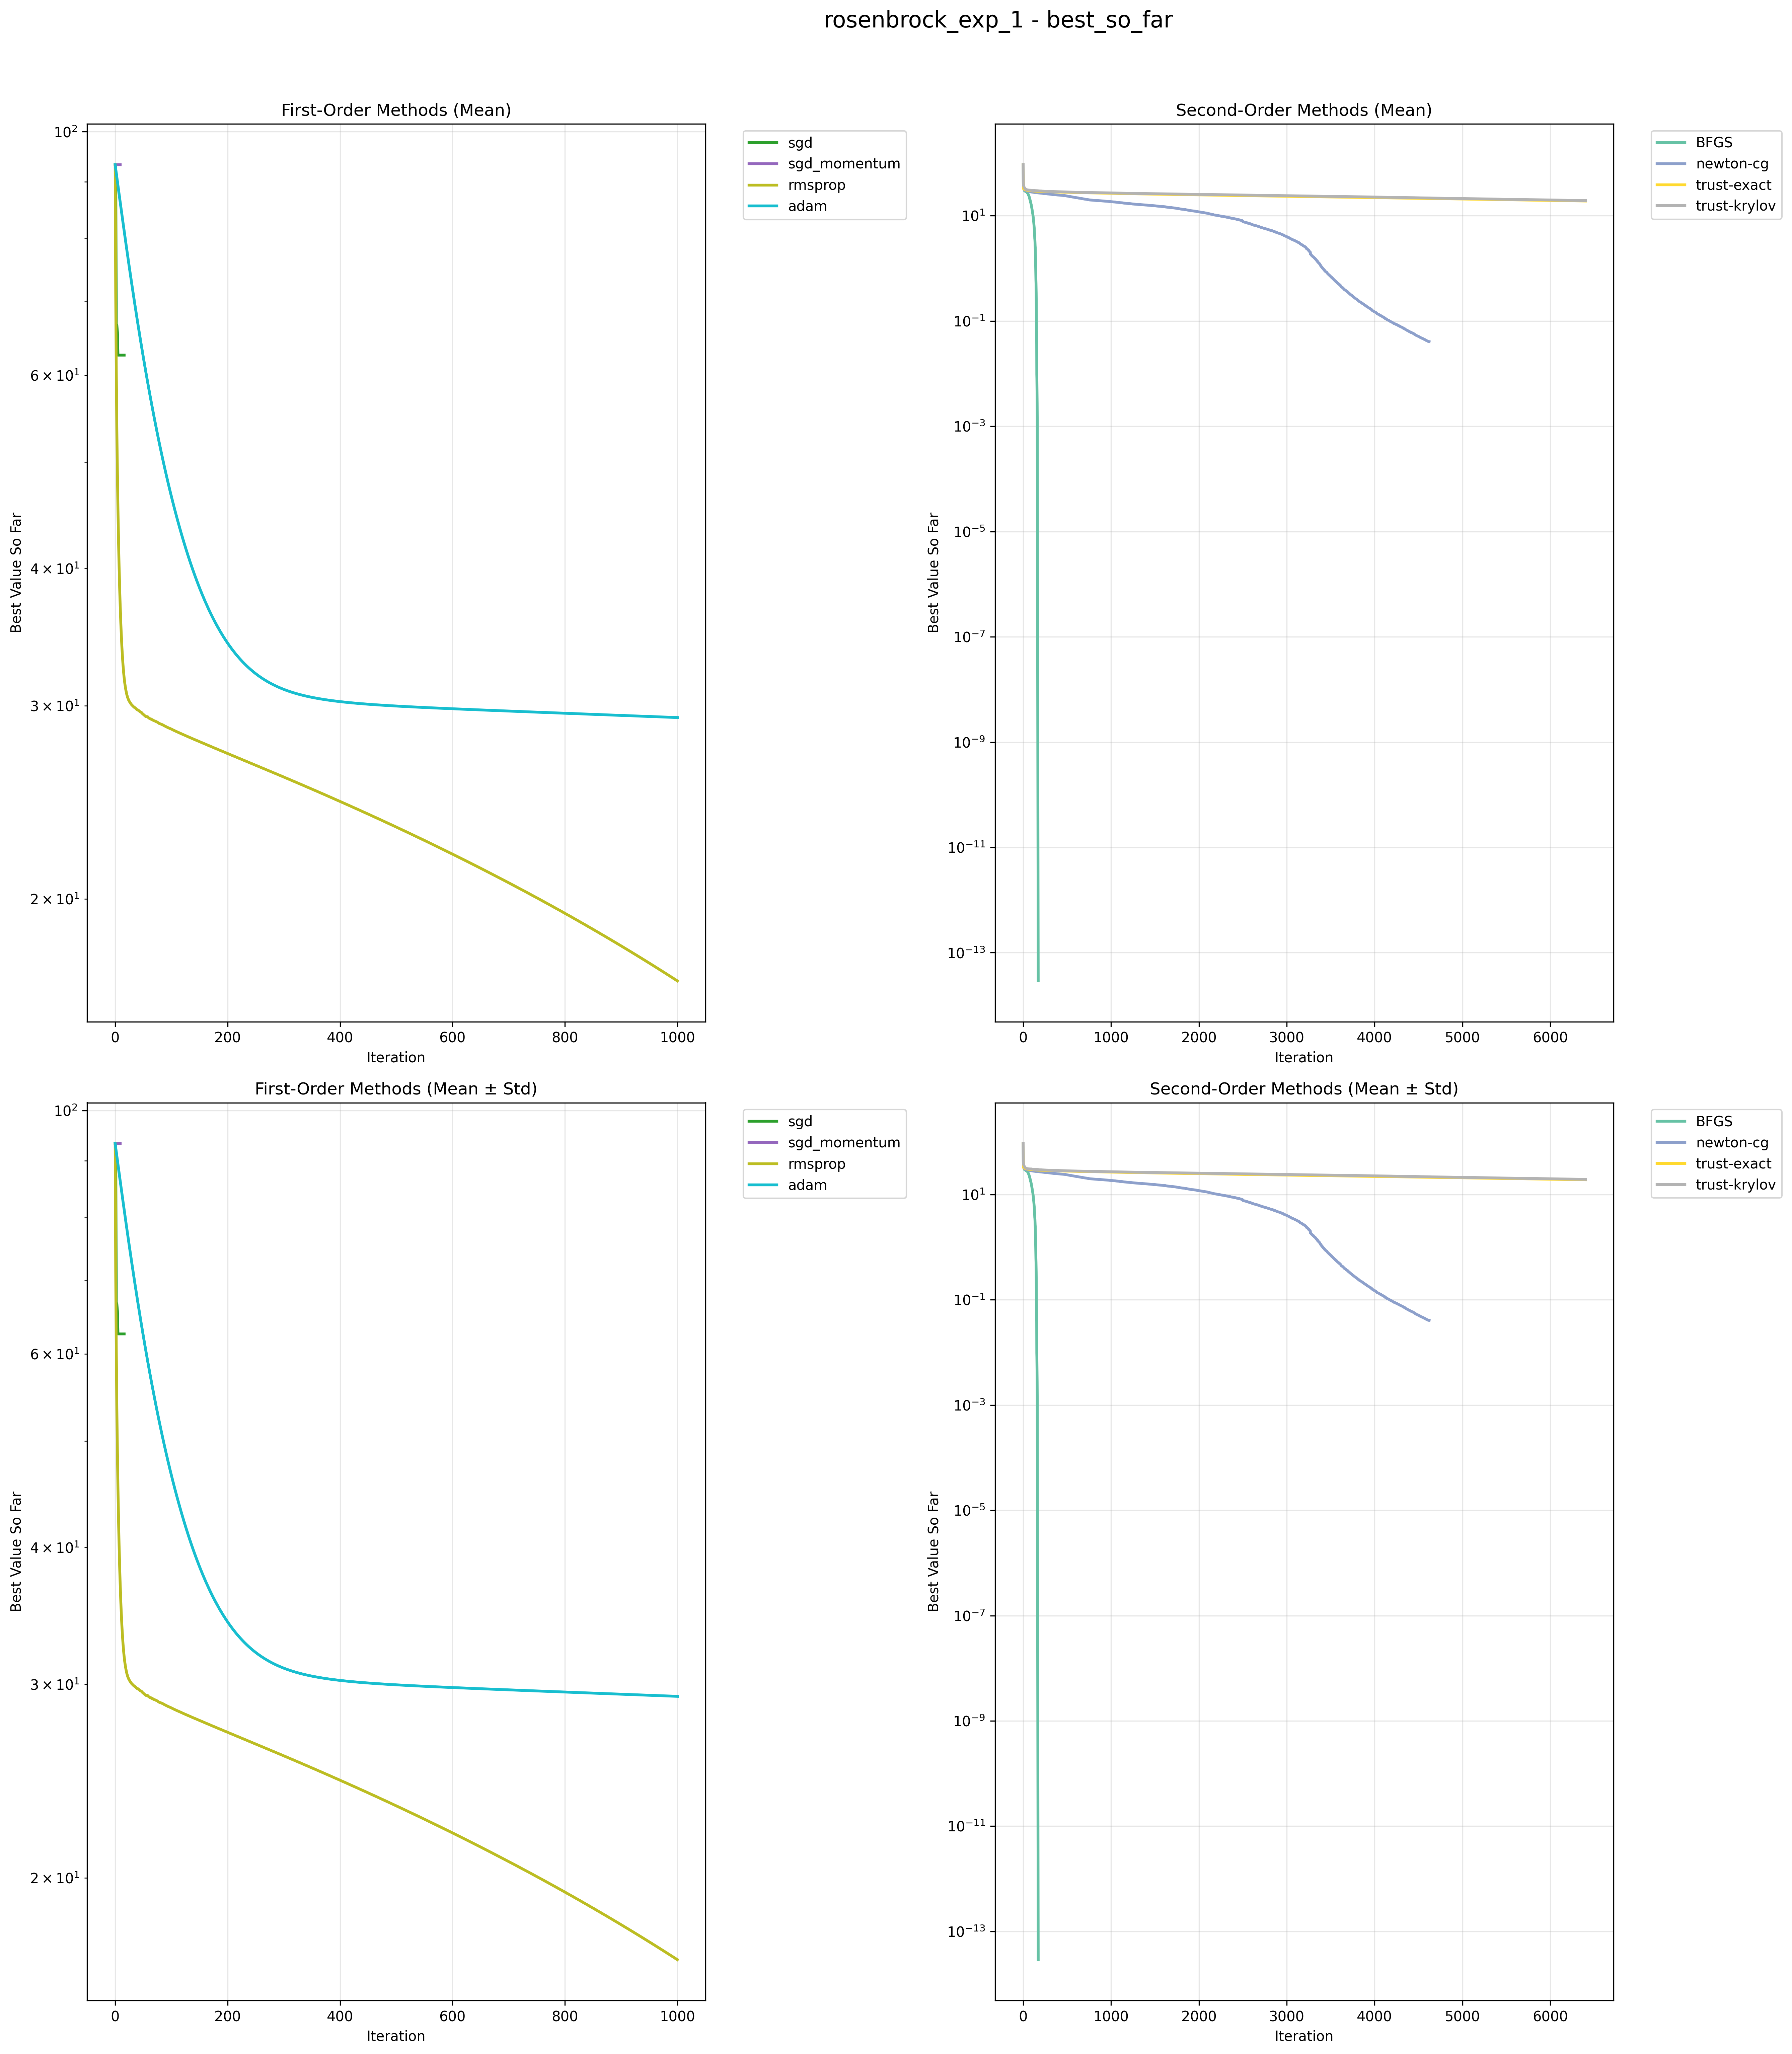 rosenbrock_exp_1 - best_so_far
First-Order Methods (Mean)
10²
6 × 10¹
4 × 10¹
3 × 10¹
2 × 10¹
Best Value So Far
0 200 400 600 800 1000
Iteration
sgd
sgd_momentum
rmsprop
adam
Second-Order Methods (Mean)
10¹
10⁻¹
10⁻³
10⁻⁵
10⁻⁷
10⁻⁹
10⁻¹¹
10⁻¹³
Best Value So Far
0 1000 2000 3000 4000 5000 6000
Iteration
BFGS
newton-cg
trust-exact
trust-krylov
First-Order Methods (Mean ± Std)
10²
6 × 10¹
4 × 10¹
3 × 10¹
2 × 10¹
Best Value So Far
0 200 400 600 800 1000
Iteration
sgd
sgd_momentum
rmsprop
adam
Second-Order Methods (Mean ± Std)
10¹
10⁻¹
10⁻³
10⁻⁵
10⁻⁷
10⁻⁹
10⁻¹¹
10⁻¹³
Best Value So Far
0 1000 2000 3000 4000 5000 6000
Iteration
BFGS
newton-cg
trust-exact
trust-krylov